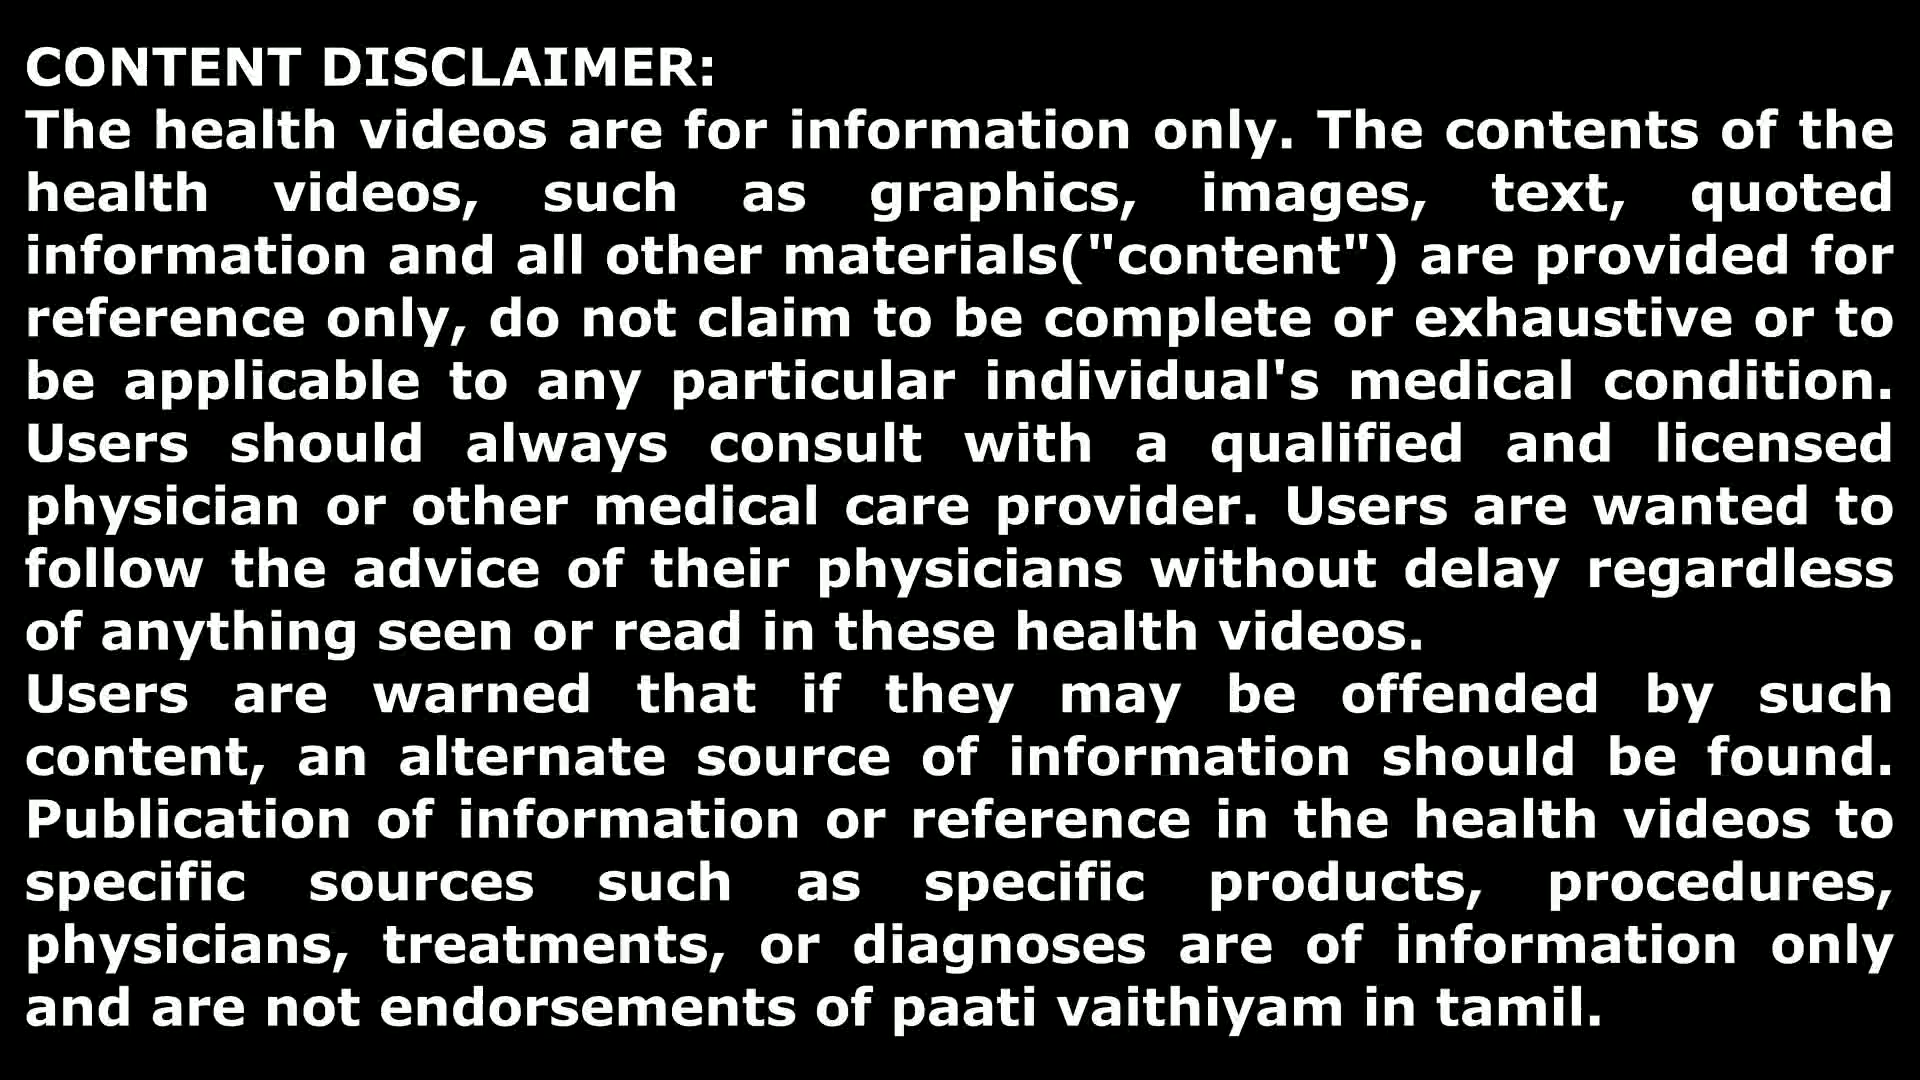 CONTENT DISCLAIMER:
The health videos are for information only. The contents of the
health videos, such as graphics, images, text, quoted
information and all other materials("content") are provided for
reference only, do not claim to be complete or exhaustive or to
be applicable to any particular individual's medical condition.
Users should always consult with a qualified and licensed
physician or other medical care provider. Users are wanted to
follow the advice of their physicians without delay regardless
of anything seen or read in these health videos.
Users are warned that if they may be offended by such
content, an alternate source of information should be found.
Publication of information or reference in the health videos to
specific sources such as specific products, procedures,
physicians, treatments, or diagnoses are of information only
and are not endorsements of paati vaithiyam in tamil.